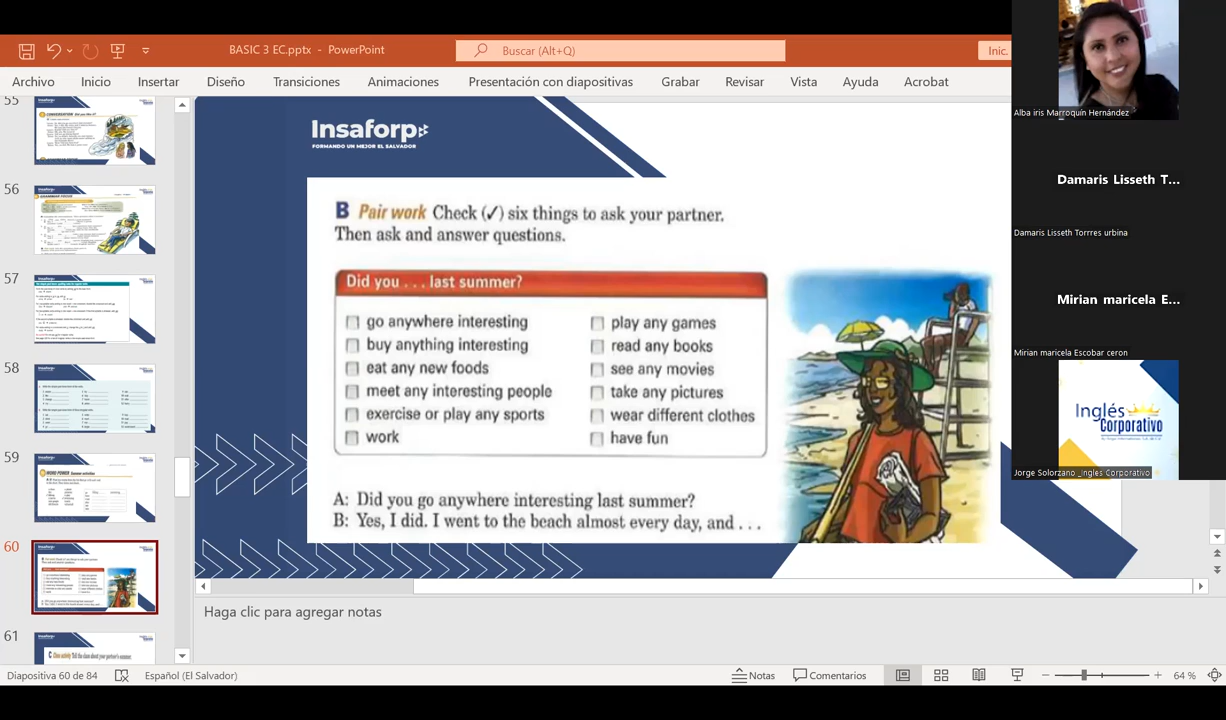 BASIC 3 EC.pptx - PowerPoint
Buscar (Alt+Q)
Inic.
Archivo Inicio Insertar Diseño Transiciones Animaciones Presentación con diapositivas Grabar Revisar Vista Ayuda Acrobat
55
56
57
58
59
60
61
Insaforp
FORMANDO UN MEJOR EL SALVADOR
B Pair work Check (✓) six things to ask your partner.
Then ask and answer questions.
Did you . . . last summer?
go anywhere interesting
buy anything interesting
eat any new foods
meet any interesting people
exercise or play any sports
work
play any games
read any books
see any movies
take any pictures
wear different clothes
have fun
A: Did you go anywhere interesting last summer?
B: Yes, I did. I went to the beach almost every day, and . . .
Alba iris Marroquín Hernández
Damaris Lisseth T...
Damaris Lisseth Torrres urbina
Mirian maricela E...
Mirian maricela Escobar ceron
Inglés
Corporativo
Jorge Solorzano _ingles Corporativo
Haga clic para agregar notas
Diapositiva 60 de 84 Español (El Salvador) Notas Comentarios 64 %